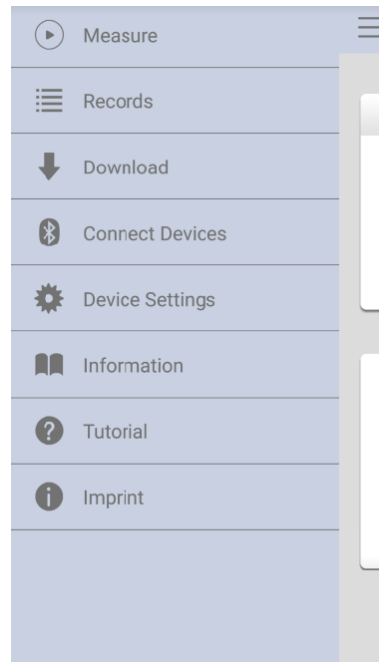 Measure
Records
Download
Connect Devices
Device Settings
Information
Tutorial
Imprint